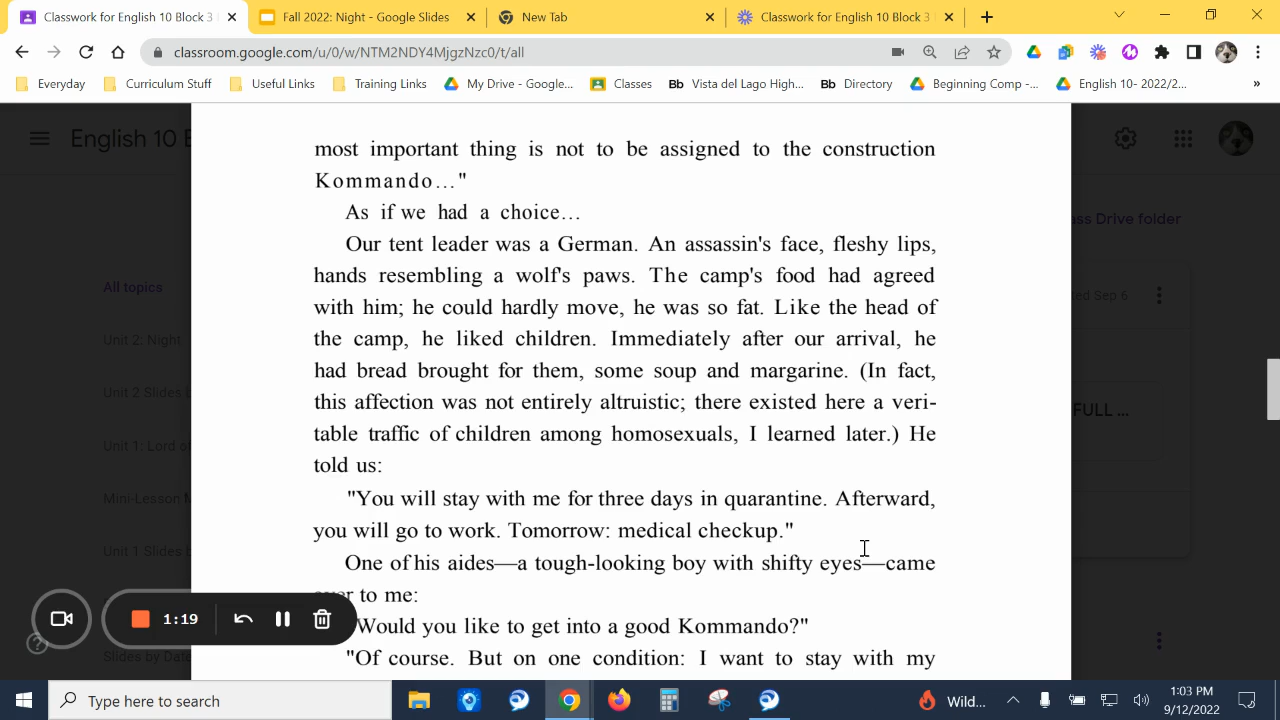 Classwork for English 10 Block 3
Fall 2022: Night - Google Slides
New Tab
Classwork for English 10 Block 3
classroom.google.com/u/0/w/NTM2NDY4MjgzNzc0/t/all
Everyday
Curriculum Stuff
Useful Links
Training Links
My Drive - Google...
Classes
Bb Vista del Lago High...
Bb Directory
Beginning Comp -...
English 10- 2022/2...
»
English 10 B
ass Drive folder
All topics
ed Sep 6
Unit 2: Night
Unit 2 Slides b
FULL ...
Unit 1: Lord of
Mini-Lesson M
Unit 1 Slides b
Slides by Date
most important thing is not to be assigned to the construction
Kommando…"
As if we had a choice…
Our tent leader was a German. An assassin's face, fleshy lips,
hands resembling a wolf's paws. The camp's food had agreed
with him; he could hardly move, he was so fat. Like the head of
the camp, he liked children. Immediately after our arrival, he
had bread brought for them, some soup and margarine. (In fact,
this affection was not entirely altruistic; there existed here a veri-
table traffic of children among homosexuals, I learned later.) He
told us:
"You will stay with me for three days in quarantine. Afterward,
you will go to work. Tomorrow: medical checkup."
One of his aides—a tough-looking boy with shifty eyes—came
over to me:
Would you like to get into a good Kommando?"
"Of course. But on one condition: I want to stay with my
1:19
?
Type here to search
Wild...
1:03 PM
9/12/2022